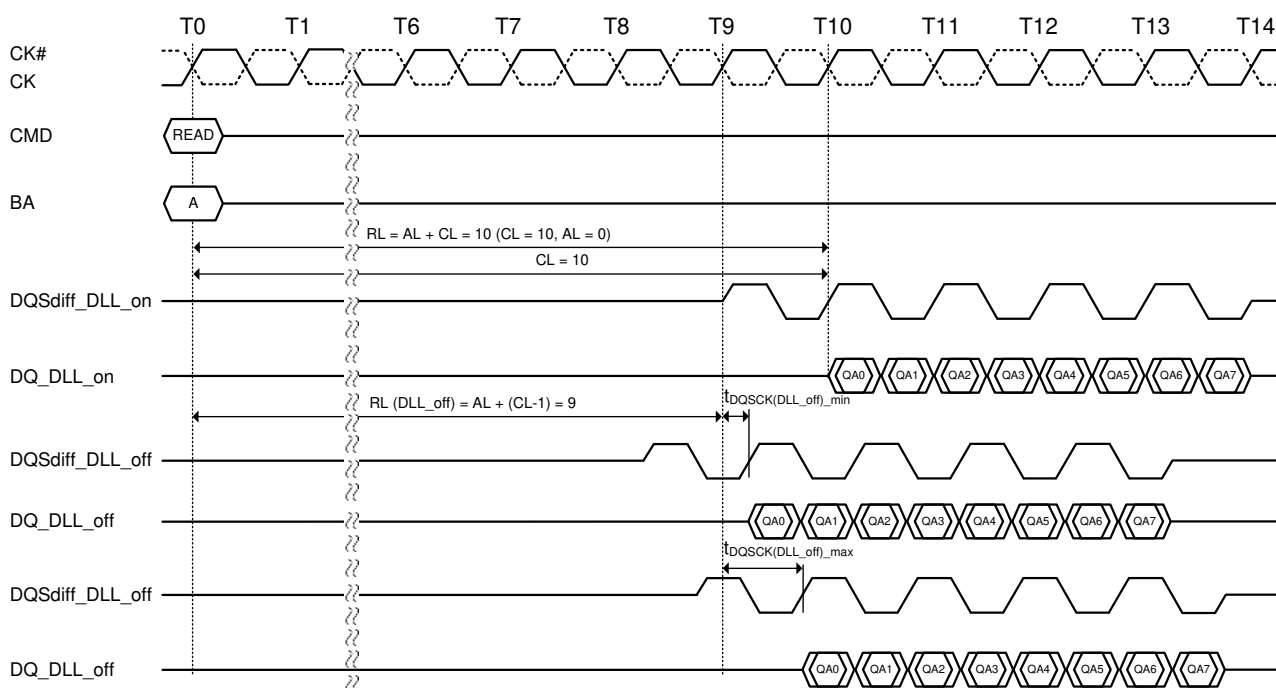 T0 T1 T6 T7 T8 T9 T10 T11 T12 T13 T14
CK#
CK
CMD READ
BA A
RL = AL + CL = 10 (CL = 10, AL = 0)
CL = 10
DQSdiff_DLL_on
DQ_DLL_on QA0 QA1 QA2 QA3 QA4 QA5 QA6 QA7
RL (DLL_off) = AL + (CL-1) = 9 tDQSCK(DLL_off)_min
DQSdiff_DLL_off
DQ_DLL_off QA0 QA1 QA2 QA3 QA4 QA5 QA6 QA7
tDQSCK(DLL_off)_max
DQSdiff_DLL_off
DQ_DLL_off QA0 QA1 QA2 QA3 QA4 QA5 QA6 QA7